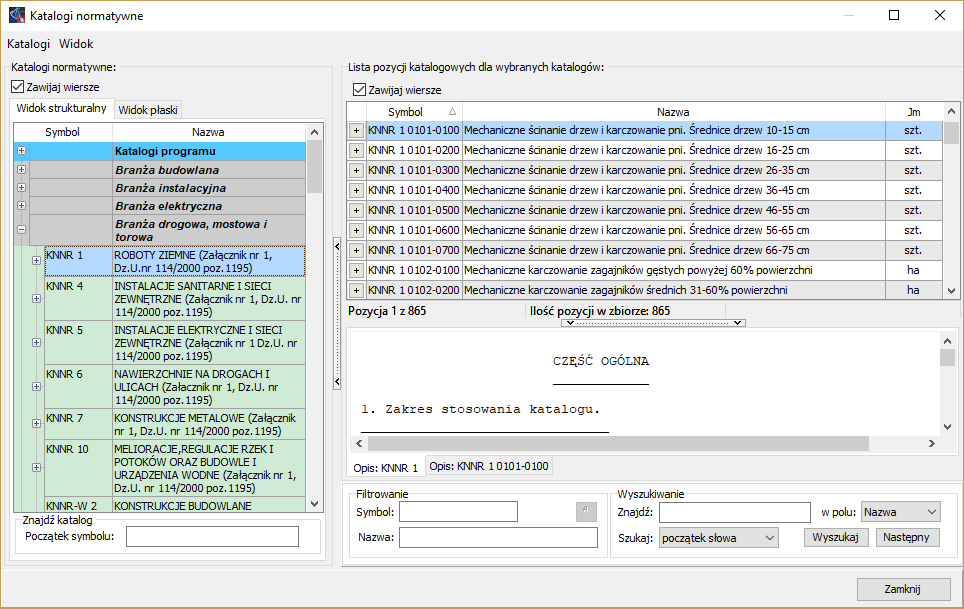 Katalogi normatywne
Katalogi Widok
Katalogi normatywne:
Zawijaj wiersze
Widok strukturalny Widok płaski
Symbol Nazwa
Katalogi programu
Branża budowlana
Branża instalacyjna
Branża elektryczna
Branża drogowa, mostowa i
torowa
KNNR 1 ROBOTY ZIEMNE (Załącznik nr 1,
Dz.U.nr 114/2000 poz.1195)
KNNR 4 INSTALACJE SANITARNE I SIECI
ZEWNĘTRZNE (Załącznik nr 1, Dz.U. nr
114/2000 poz.1195)
KNNR 5 INSTALACJE ELEKTRYCZNE I SIECI
ZEWNĘTRZNE (Załącznik nr 1 Dz.U. nr
114/2000 poz.1195)
KNNR 6 NAWIERZCHNIE NA DROGACH I
ULICACH (Załacznik nr 1, Dz.U. nr
114/2000 poz.1195)
KNNR 7 KONSTRUKCJE METALOWE (Załącznik
nr 1, Dz.U. nr 114/2000 poz.1195)
KNNR 10 MELIORACJE,REGULACJE RZEK I
POTOKÓW ORAZ BUDOWLE I
URZĄDZENIA WODNE (Załącznik nr 1,
Dz.U. nr 114/2000 poz.1195)
KNNR-W 2 KONSTRUKCJE BUDOWLANE
Znajdź katalog
Początek symbolu:
Lista pozycji katalogowych dla wybranych katalogów:
Zawijaj wiersze
Symbol Nazwa Jm
KNNR 1 0101-0100 Mechaniczne ścinanie drzew i karczowanie pni. Średnice drzew 10-15 cm szt.
KNNR 1 0101-0200 Mechaniczne ścinanie drzew i karczowanie pni. Średnice drzew 16-25 cm szt.
KNNR 1 0101-0300 Mechaniczne ścinanie drzew i karczowanie pni. Średnice drzew 26-35 cm szt.
KNNR 1 0101-0400 Mechaniczne ścinanie drzew i karczowanie pni. Średnice drzew 36-45 cm szt.
KNNR 1 0101-0500 Mechaniczne ścinanie drzew i karczowanie pni. Średnice drzew 46-55 cm szt.
KNNR 1 0101-0600 Mechaniczne ścinanie drzew i karczowanie pni. Średnice drzew 56-65 cm szt.
KNNR 1 0101-0700 Mechaniczne ścinanie drzew i karczowanie pni. Średnice drzew 66-75 cm szt.
KNNR 1 0102-0100 Mechaniczne karczowanie zagajników gęstych powyżej 60% powierzchni ha
KNNR 1 0102-0200 Mechaniczne karczowanie zagajników średnich 31-60% powierzchni ha
Pozycja 1 z 865 Ilość pozycji w zbiorze: 865
CZĘŚĆ OGÓLNA
1. Zakres stosowania katalogu.
Opis: KNNR 1 Opis: KNNR 1 0101-0100
Filtrowanie
Symbol:
Nazwa:
Wyszukiwanie
Znajdź: w polu: Nazwa
Szukaj: początek słowa Wyszukaj Następny
Zamknij